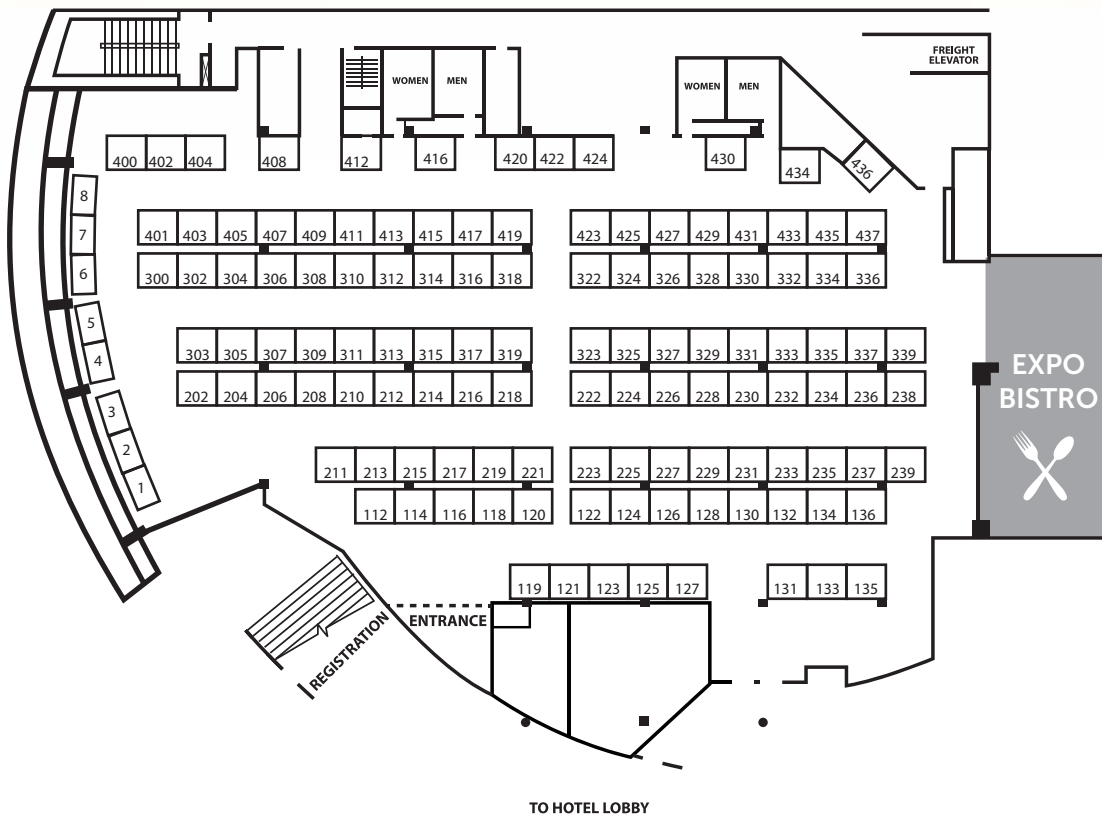 FREIGHT
ELEVATOR
WOMEN MEN
WOMEN MEN
400 402 404 408 412 416 420 422 424 430 434 436
8
7
6
5
4
3
2
1
401 403 405 407 409 411 413 415 417 419 423 425 427 429 431 433 435 437
300 302 304 306 308 310 312 314 316 318 322 324 326 328 330 332 334 336
303 305 307 309 311 313 315 317 319 323 325 327 329 331 333 335 337 339
202 204 206 208 210 212 214 216 218 222 224 226 228 230 232 234 236 238
EXPO
BISTRO
211 213 215 217 219 221 223 225 227 229 231 233 235 237 239
112 114 116 118 120 122 124 126 128 130 132 134 136
119 121 123 125 127 131 133 135
ENTRANCE
REGISTRATION
TO HOTEL LOBBY